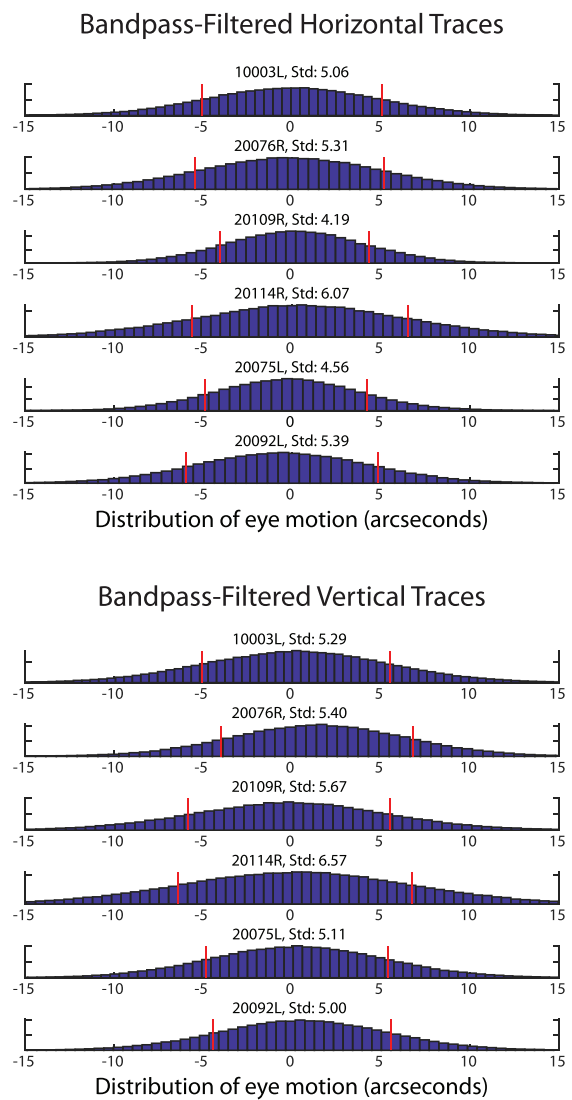 Bandpass-Filtered Horizontal Traces
10003L, Std: 5.06
-15 -10 -5 0 5 10 15
20076R, Std: 5.31
-15 -10 -5 0 5 10 15
20109R, Std: 4.19
-15 -10 -5 0 5 10 15
20114R, Std: 6.07
-15 -10 -5 0 5 10 15
20075L, Std: 4.56
-15 -10 -5 0 5 10 15
20092L, Std: 5.39
-15 -10 -5 0 5 10 15
Distribution of eye motion (arcseconds)
Bandpass-Filtered Vertical Traces
10003L, Std: 5.29
-15 -10 -5 0 5 10 15
20076R, Std: 5.40
-15 -10 -5 0 5 10 15
20109R, Std: 5.67
-15 -10 -5 0 5 10 15
20114R, Std: 6.57
-15 -10 -5 0 5 10 15
20075L, Std: 5.11
-15 -10 -5 0 5 10 15
20092L, Std: 5.00
-15 -10 -5 0 5 10 15
Distribution of eye motion (arcseconds)